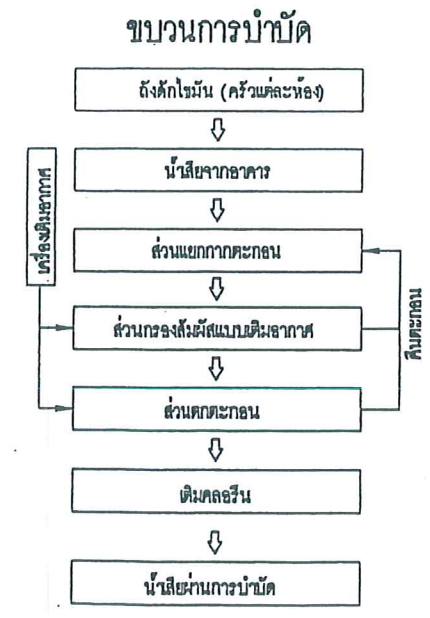 ขบวนการบำบัด
ถังดักไขมัน (ครัวแต่ละห้อง)
น้ำเสียจากอาคาร
เครื่องเติมอากาศ
ส่วนแยกกากตะกอน
ส่วนกรองสัมผัสแบบเติมอากาศ
คืนตะกอน
ส่วนตกตะกอน
เติมคลอรีน
น้ำเสียผ่านการบำบัด